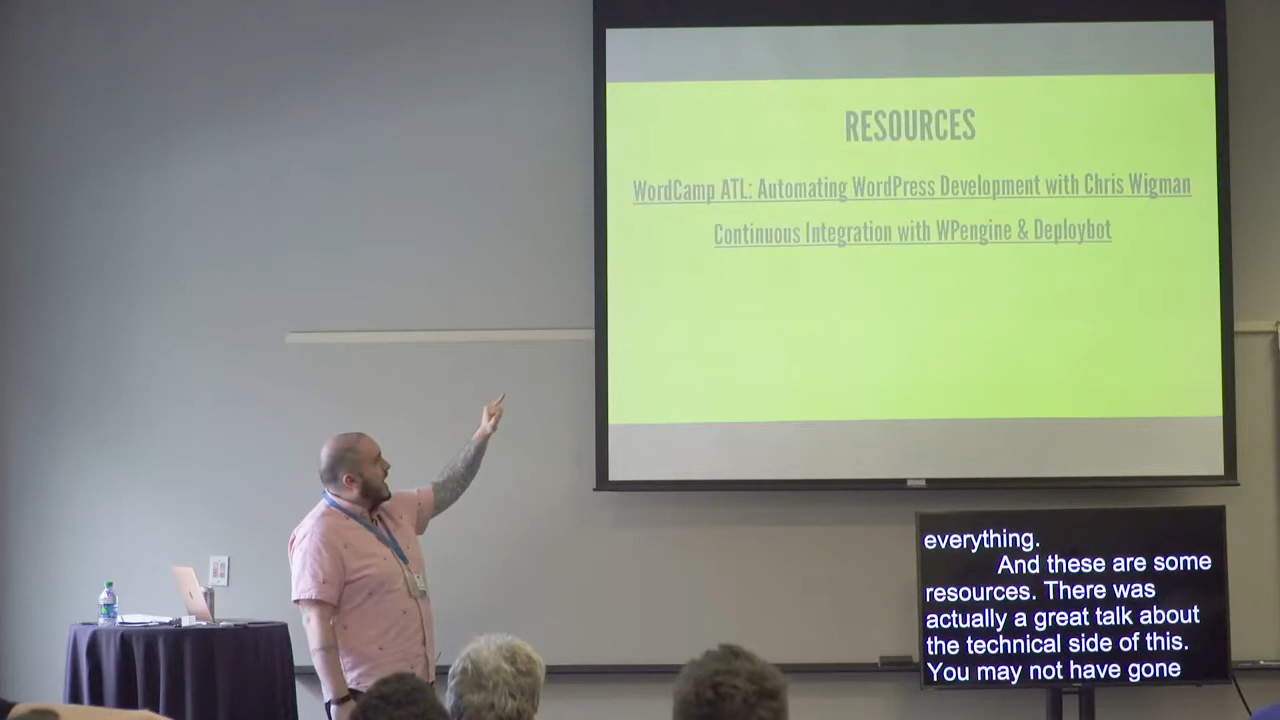 RESOURCES
WordCamp ATL: Automating WordPress Development with Chris Wigman
Continuous Integration with WPengine & Deploybot
everything.
And these are some
resources. There was
actually a great talk about
the technical side of this.
You may not have gone